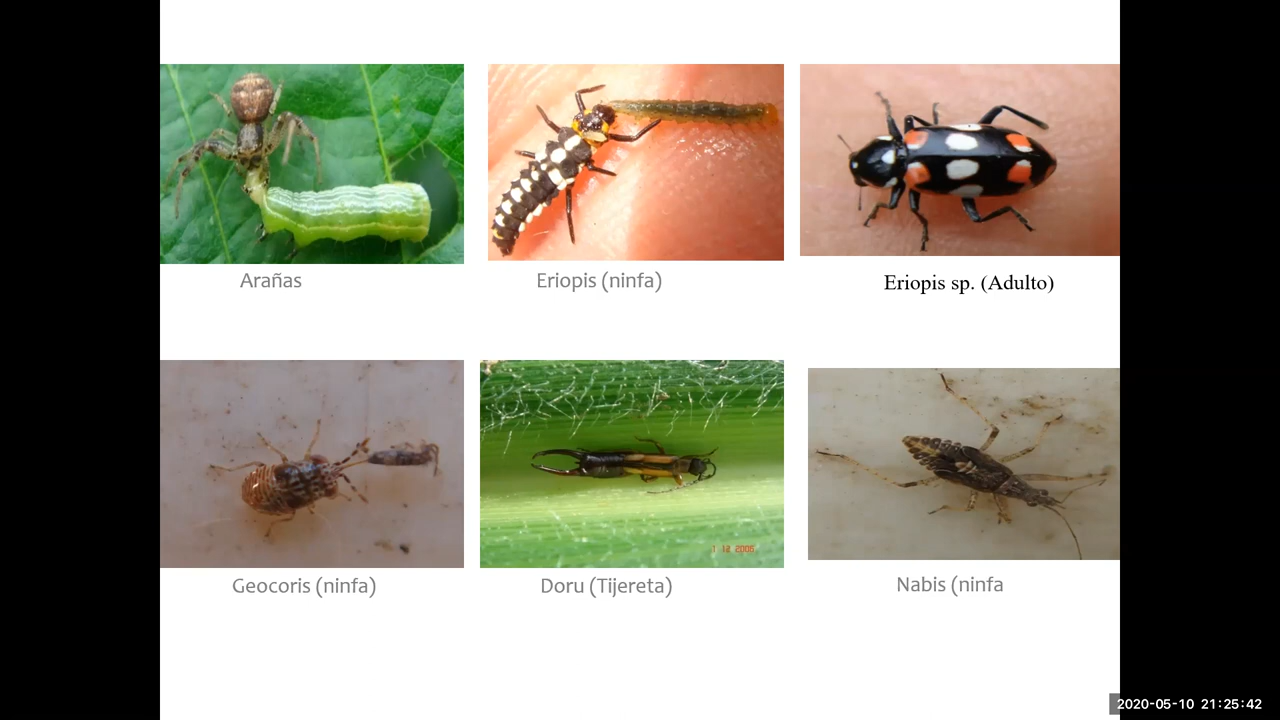 Arañas
Eriopis (ninfa)
Eriopis sp. (Adulto)
1 12 2006
Geocoris (ninfa)
Doru (Tijereta)
Nabis (ninfa
2020-05-10 21:25:42